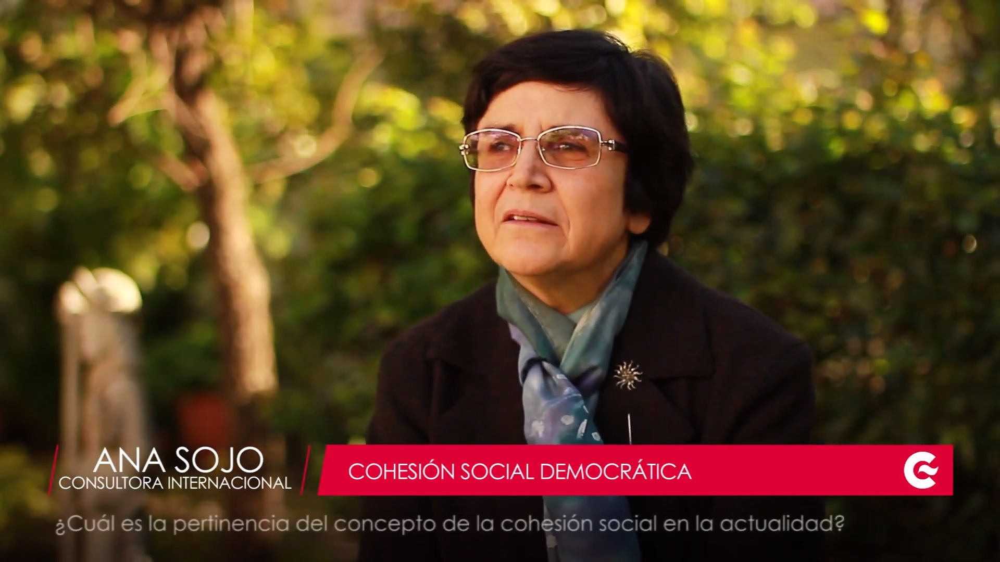 ANA SOJO
CONSULTORA INTERNACIONAL
COHESIÓN SOCIAL DEMOCRÁTICA
¿Cuál es la pertinencia del concepto de la cohesión social en la actualidad?